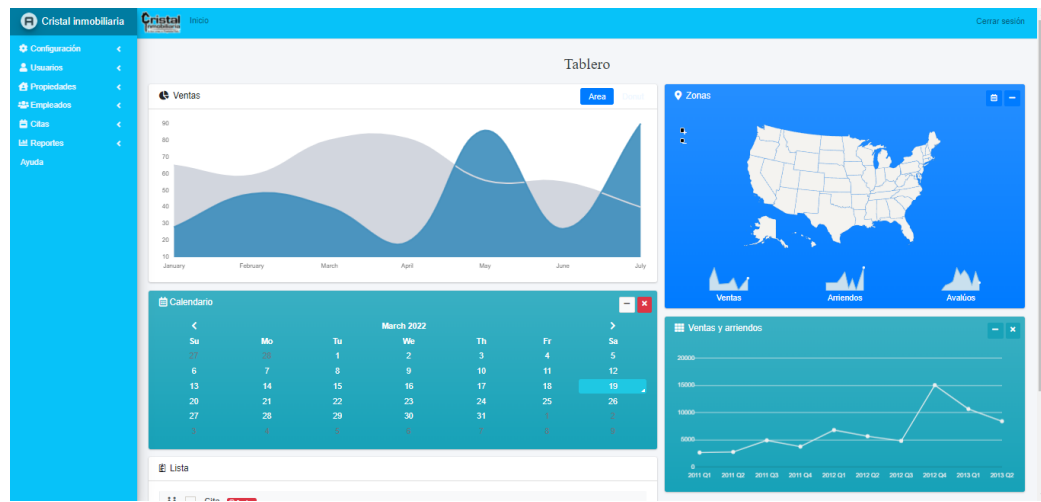 Cristal inmobiliaria
Cristal
Inicio
Cerrar sesión
Configuración
Usuarios
Propiedades
Empleados
Citas
Reportes
Ayuda
Tablero
Ventas
Area
90
80
70
60
50
40
30
20
10
January February March April May June July
Zonas
Ventas Arriendos Avalúos
Calendario
March 2022
Su Mo Tu We Th Fr Sa
27 28 1 2 3 4 5
6 7 8 9 10 11 12
13 14 15 16 17 18 19
20 21 22 23 24 25 26
27 28 29 30 31 1 2
3 4 5 6 7 8 9
Ventas y arriendos
20000
15000
10000
5000
0
2011 Q1 2011 Q2 2011 Q3 2011 Q4 2012 Q1 2012 Q2 2012 Q3 2012 Q4 2013 Q1 2013 Q2
Lista